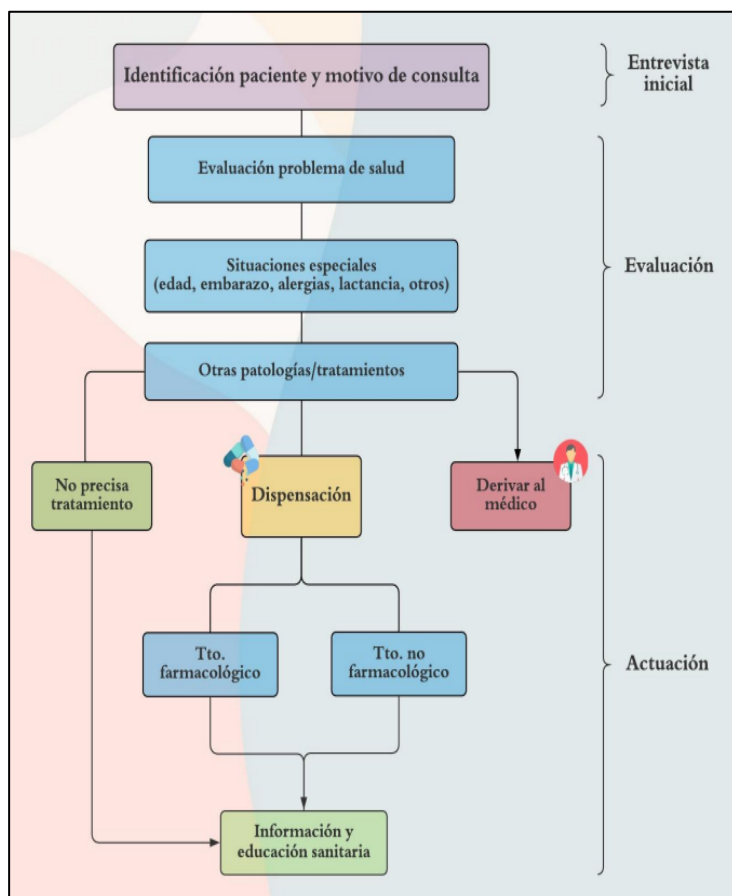 Identificación paciente y motivo de consulta
Entrevista
inicial
Evaluación problema de salud
Situaciones especiales
(edad, embarazo, alergias, lactancia, otros)
Evaluación
Otras patologías/tratamientos
No precisa
tratamiento
Dispensación
Derivar al
médico
Tto.
farmacológico
Tto. no
farmacológico
Actuación
Información y
educación sanitaria